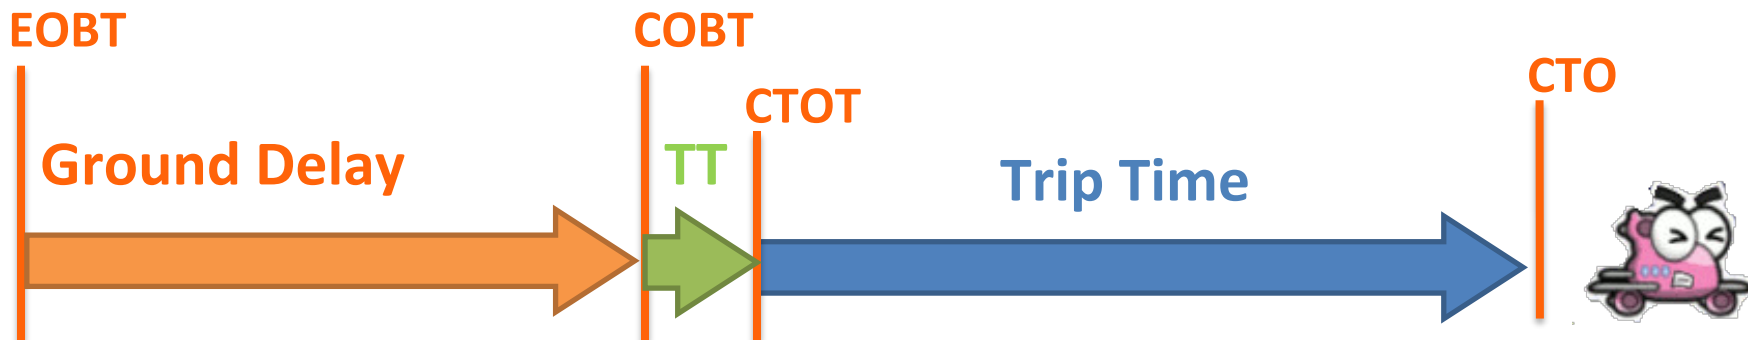 EOBT
COBT
CTO
CTOT
Ground Delay
TT
Trip Time